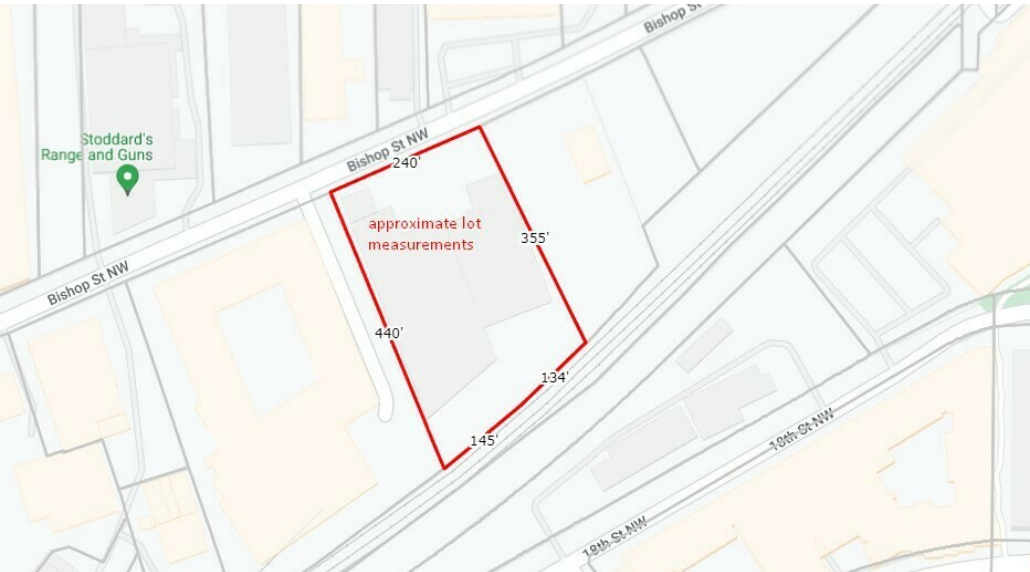 Bishop St
Stoddard's
Range and Guns
Bishop St NW
240'
approximate lot
measurements
355'
Bishop St NW
440'
134'
145'
18th St NW
18th St NW